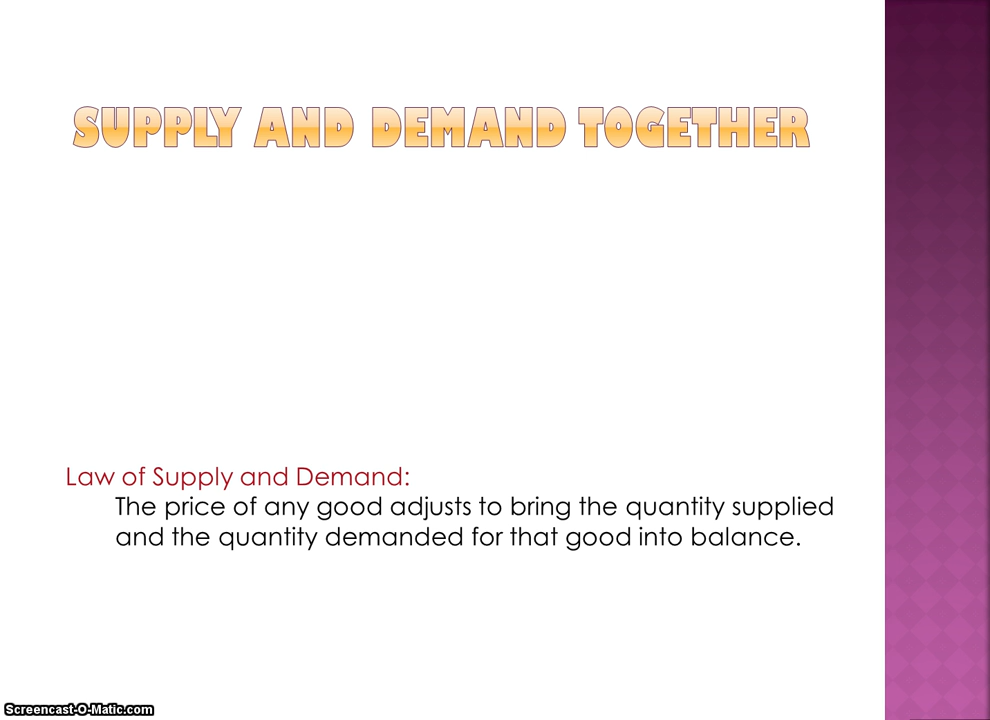 SUPPLY AND DEMAND TOGETHER
Law of Supply and Demand:
The price of any good adjusts to bring the quantity supplied
and the quantity demanded for that good into balance.
Screencast-O-Matic.com